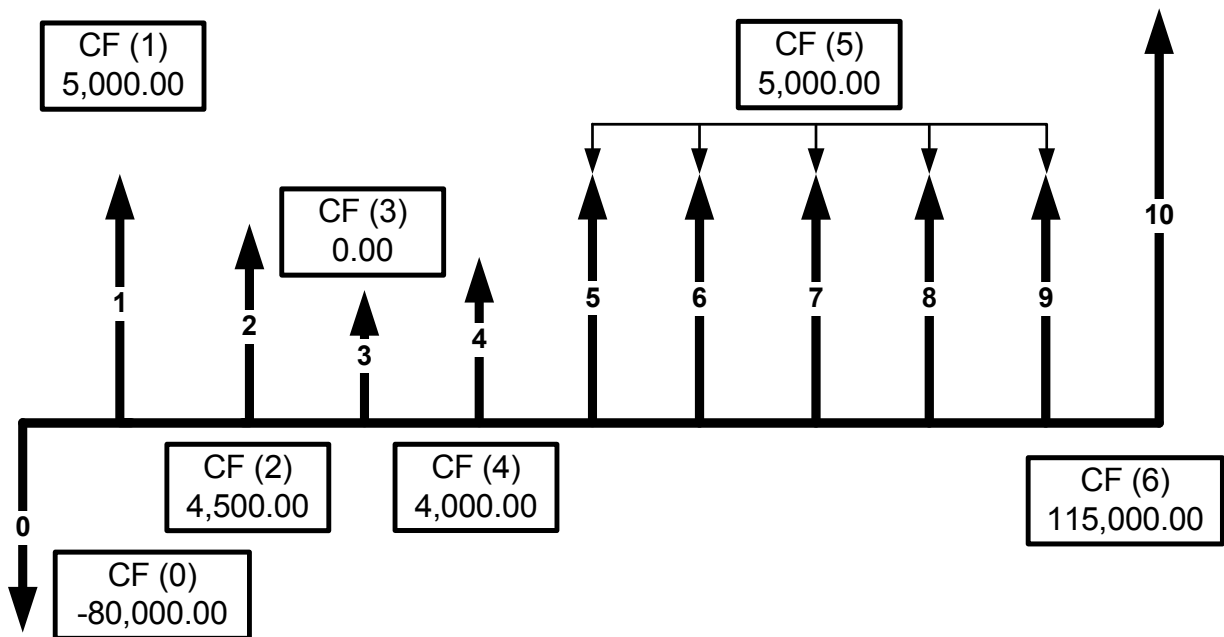 CF (1)
5,000.00
CF (5)
5,000.00
CF (3)
0.00
10
1
2
3
4
5
6
7
8
9
CF (2)
4,500.00
CF (4)
4,000.00
CF (6)
115,000.00
0
CF (0)
-80,000.00